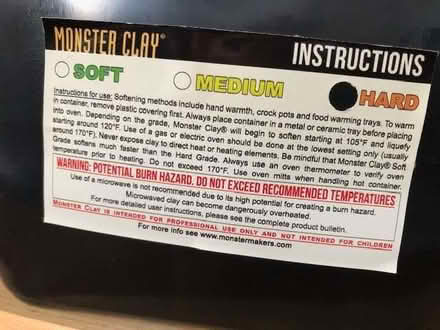 MONSTER CLAY® INSTRUCTIONS
SOFT MEDIUM HARD
Instructions for use: Softening methods include hand warmth, crock pots and food warming trays. To warm
in container, remove plastic covering first. Always place container in a metal or ceramic tray before placing
into oven. Depending on the grade, Monster Clay® will begin to soften starting at 105°F and liquefy
starting around 120°F. Use of a gas or electric oven should be done at the lowest setting only (usually
around 170°F). Never expose clay to direct heat or heating elements. Be mindful that Monster Clay® Soft
Grade softens much faster than the Hard Grade. Always use an oven thermometer to verify oven
temperature prior to heating. Do not exceed 170°F. Use oven mitts when handling hot container.
WARNING: POTENTIAL BURN HAZARD, DO NOT EXCEED RECOMMENDED TEMPERATURES
Use of a microwave is not recommended due to its high potential for creating a burn hazard.
Microwaved clay can become dangerously overheated.
For more detailed user instructions, please see the complete product bulletin.
MONSTER CLAY IS INTENDED FOR PROFESSIONAL USE ONLY AND NOT INTENDED FOR CHILDREN
For more info see www.monstermakers.com